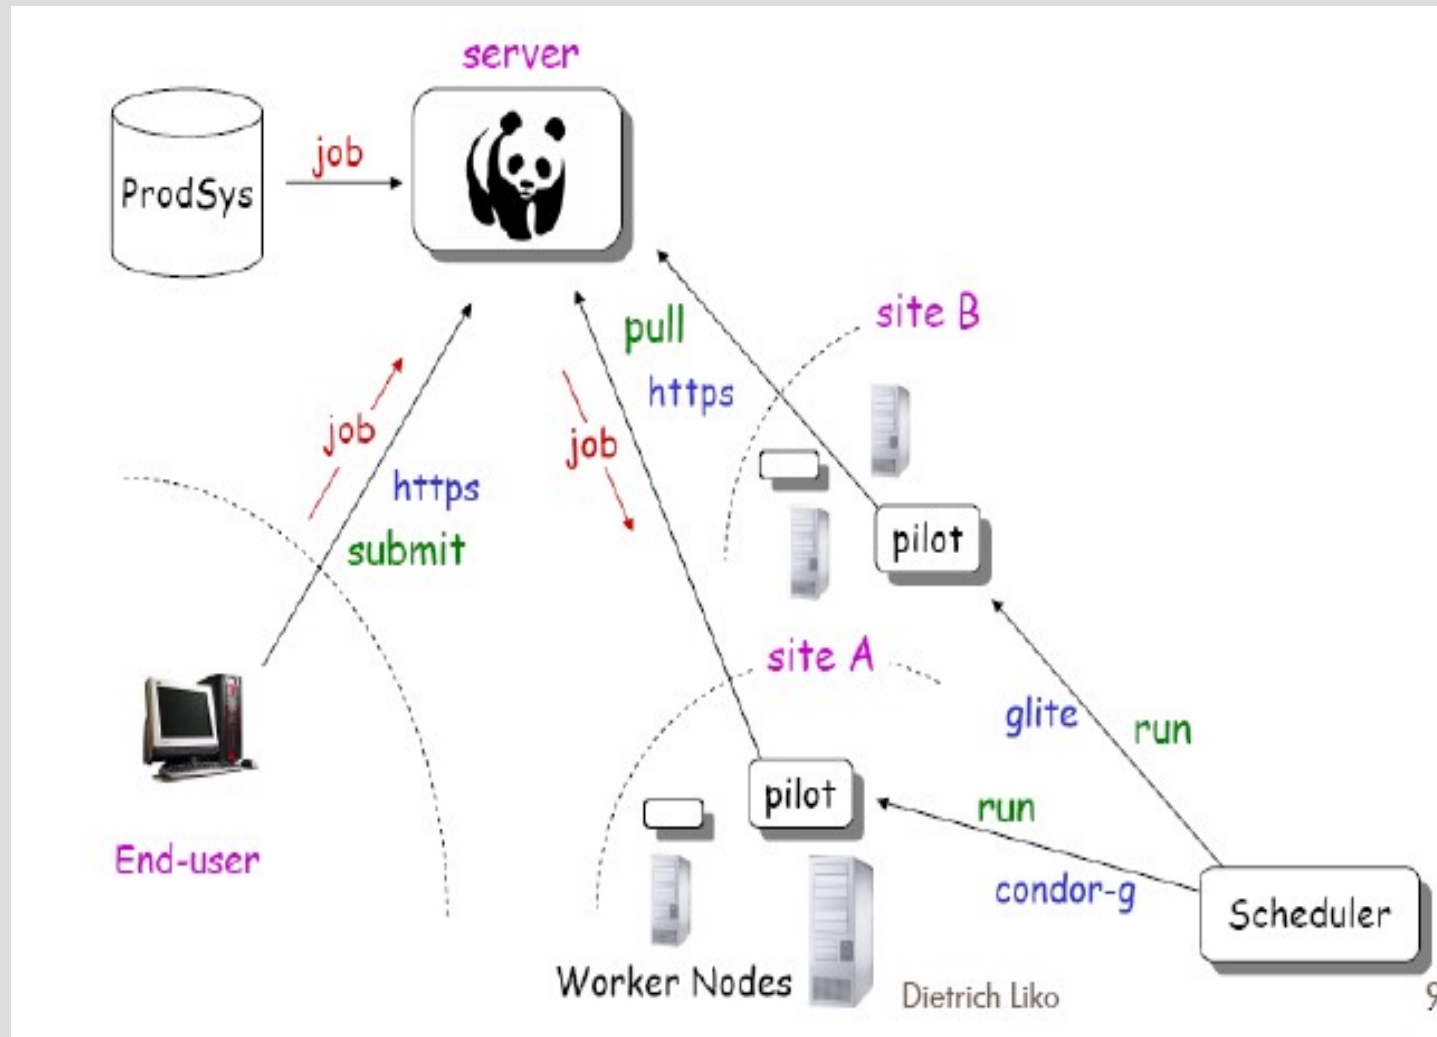 server
ProdSys
job
site B
pull
https
job
job
https
submit
pilot
site A
glite
run
pilot
run
condor-g
End-user
Scheduler
Worker Nodes
Dietrich Liko
9